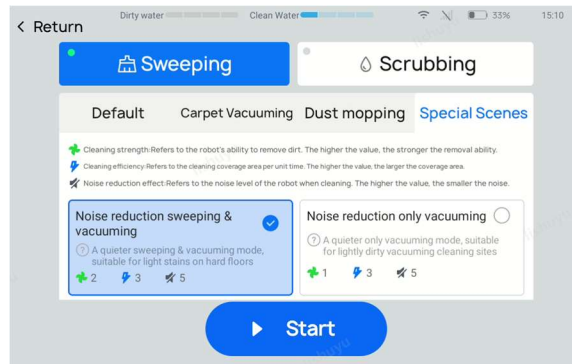 Dirty water
Clean Water
33%
15:10
Return
Sweeping
Scrubbing
Default
Carpet Vacuuming
Dust mopping
Special Scenes
Cleaning strength:Refers to the robot's ability to remove dirt. The higher the value, the stronger the removal ability.
Cleaning efficiency:Refers to the cleaning coverage area per unit time. The higher the value, the larger the coverage area.
Noise reduction effect:Refers to the noise level of the robot when cleaning. The higher the value, the smaller the noise.
Noise reduction sweeping &
vacuuming
? A quieter sweeping & vacuuming mode,
suitable for light stains on hard floors
2 3 5
Noise reduction only vacuuming
? A quieter only vacuuming mode, suitable
for lightly dirty vacuuming cleaning sites
1 3 5
Start